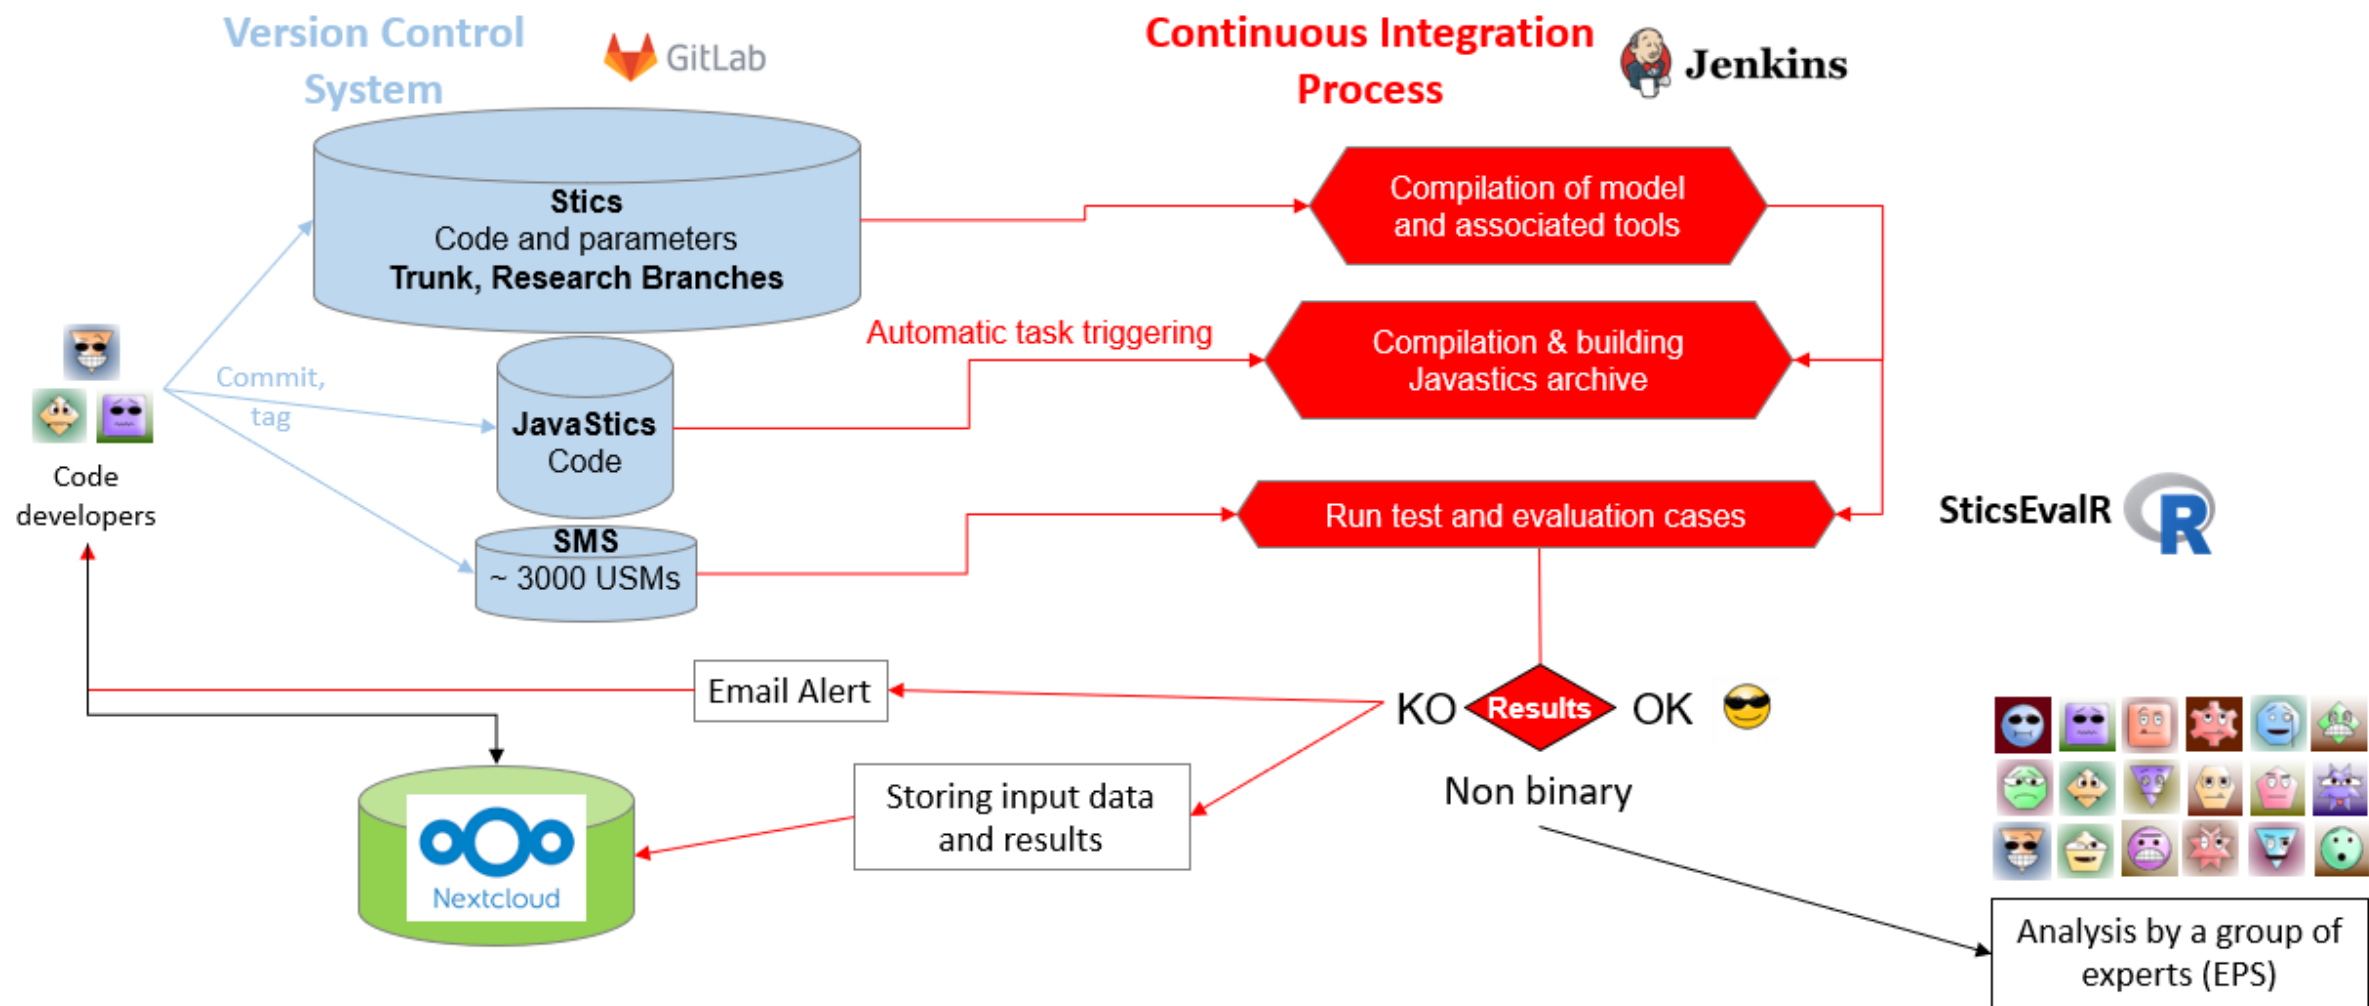 Version Control
System
GitLab
Continuous Integration
Process
Jenkins
Stics
Code and parameters
Trunk, Research Branches
Compilation of model
and associated tools
Automatic task triggering
Compilation & building
Javastics archive
Commit,
tag
JavaStics
Code
Code
developers
SMS
~ 3000 USMs
Run test and evaluation cases
SticsEvalR
R
Email Alert
KO
Results
OK
Storing input data
and results
Non binary
Nextcloud
Analysis by a group of
experts (EPS)